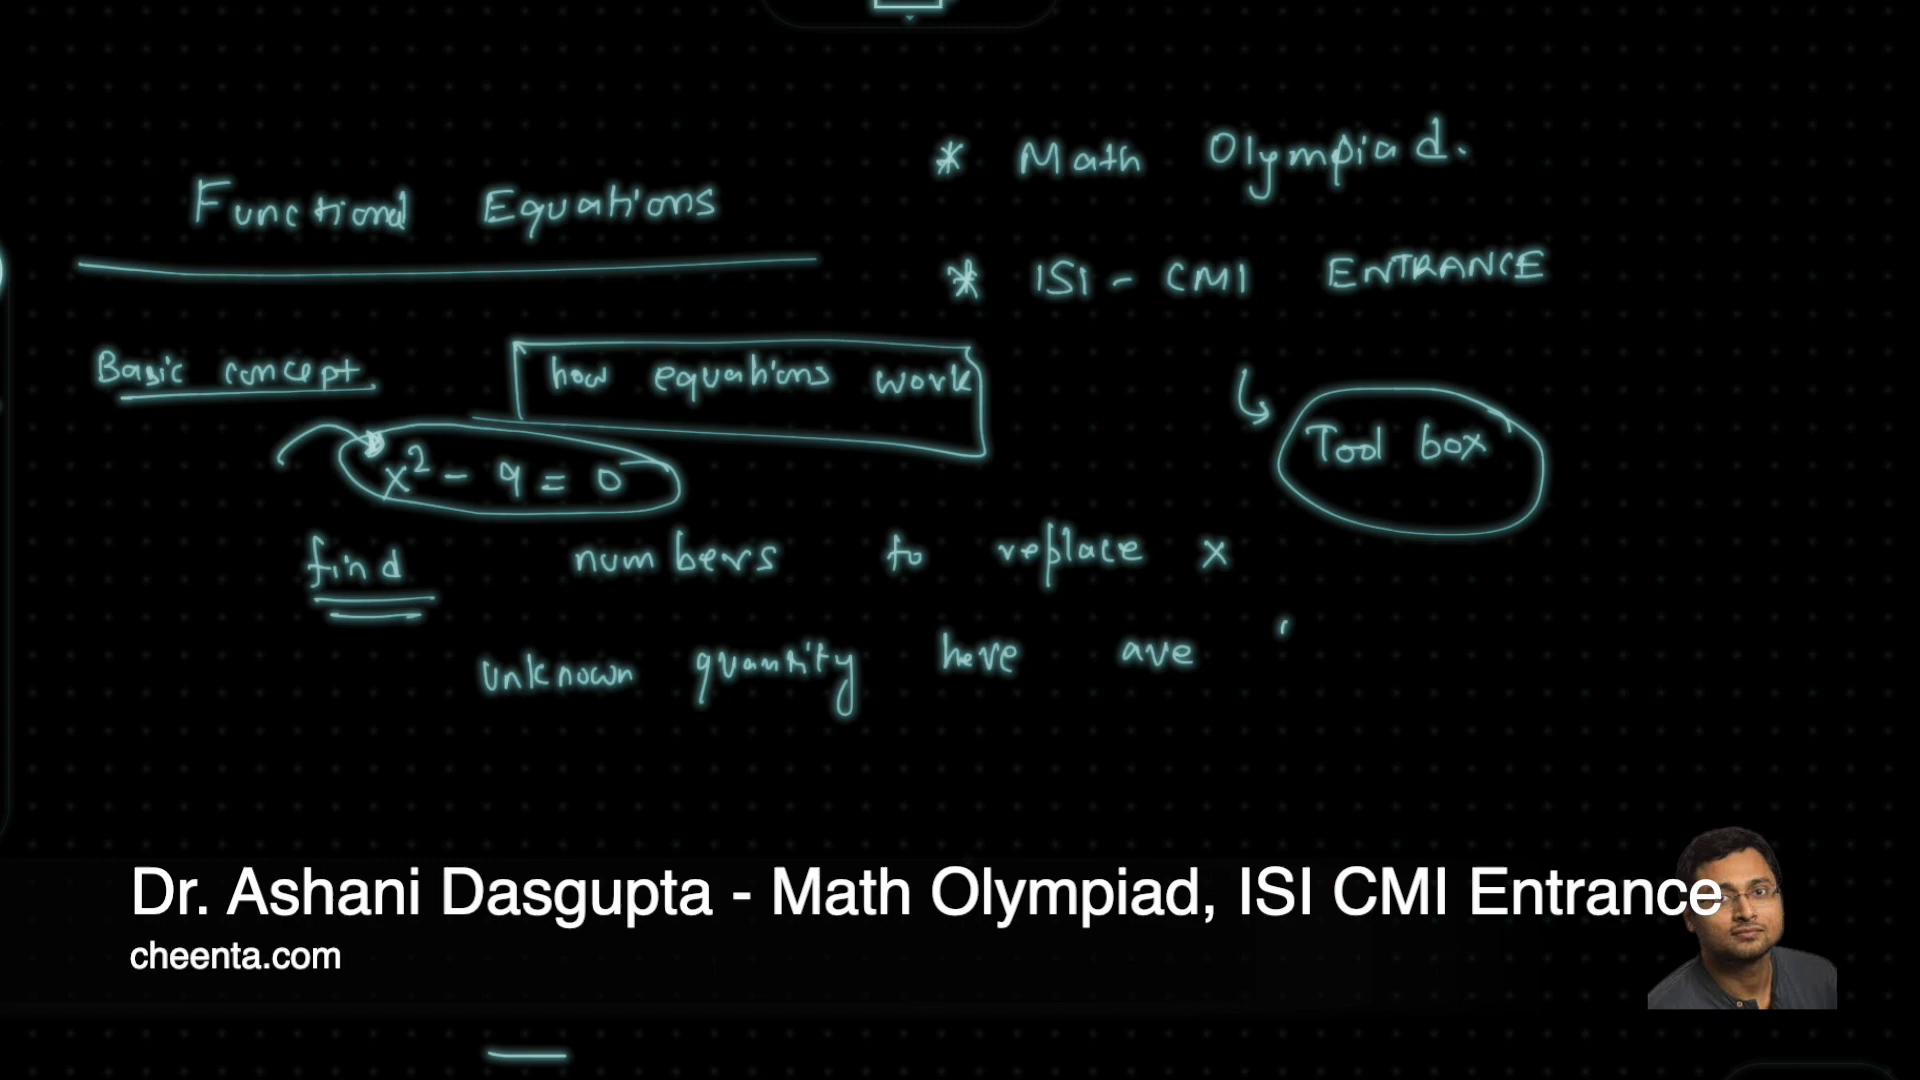 Functional Equations
* Math Olympiad.
* ISI - CMI ENTRANCE
Basic concept
how equations work
Tool box
x² - 9 = 0
find numbers to replace x
unknown quantity here are '
Dr. Ashani Dasgupta - Math Olympiad, ISI CMI Entrance
cheenta.com